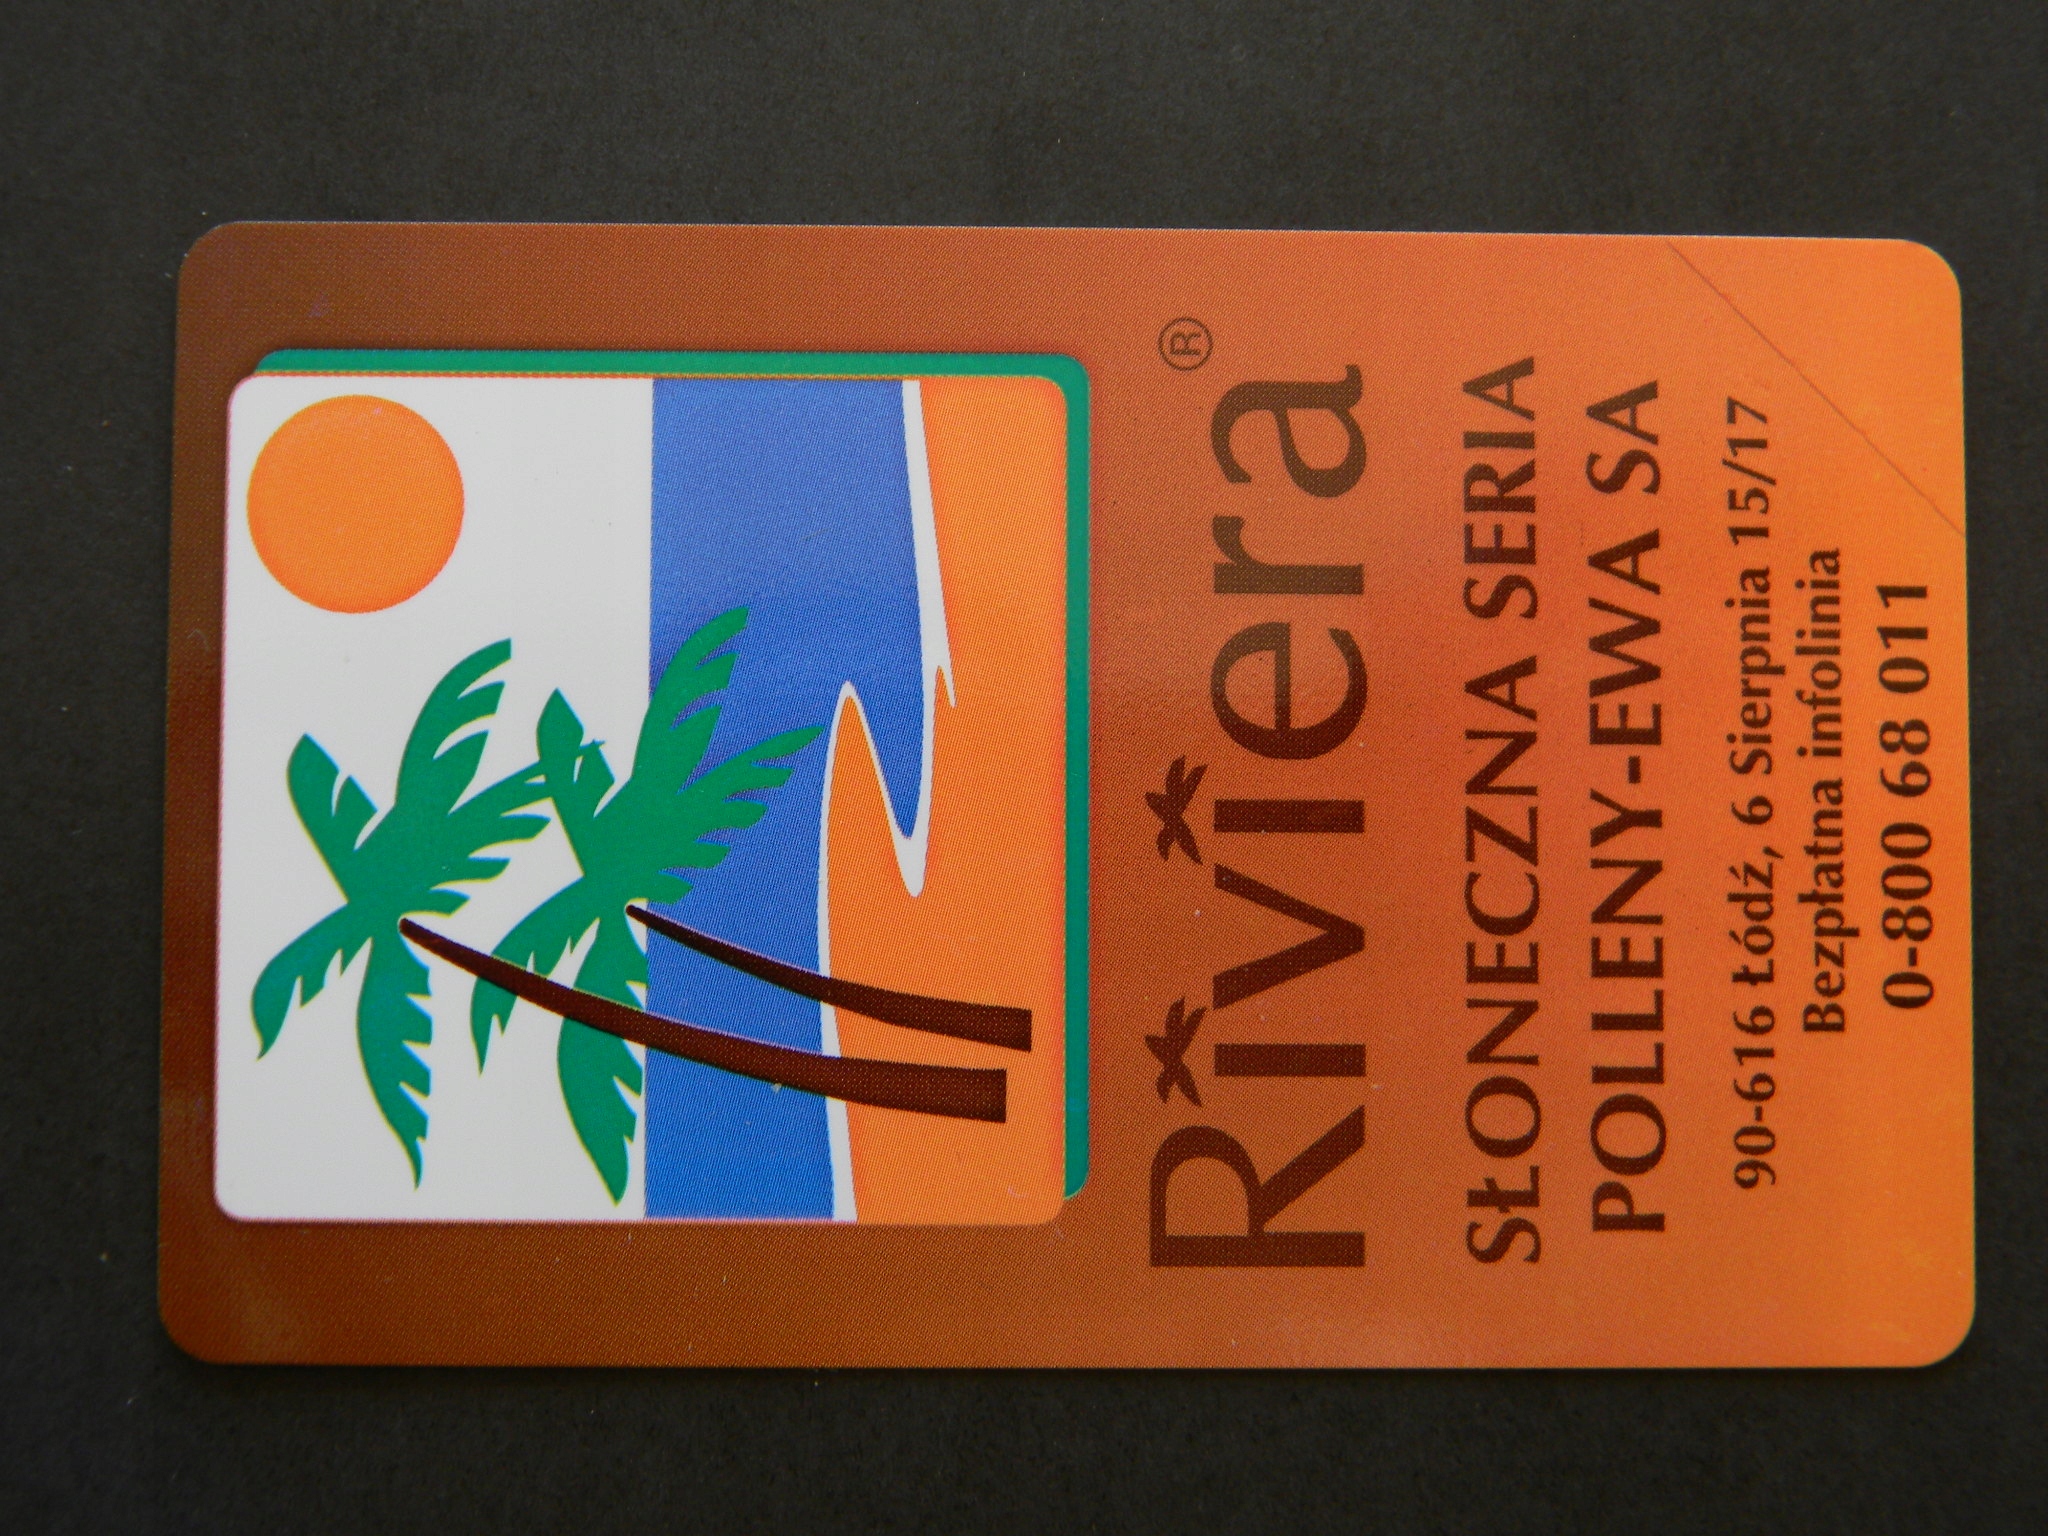 Riviera®
SŁONECZNA SERIA
POLLENY-EWA SA
90-616 Łódź, 6 Sierpnia 15/17
Bezpłatna infolinia
0-800 68 011